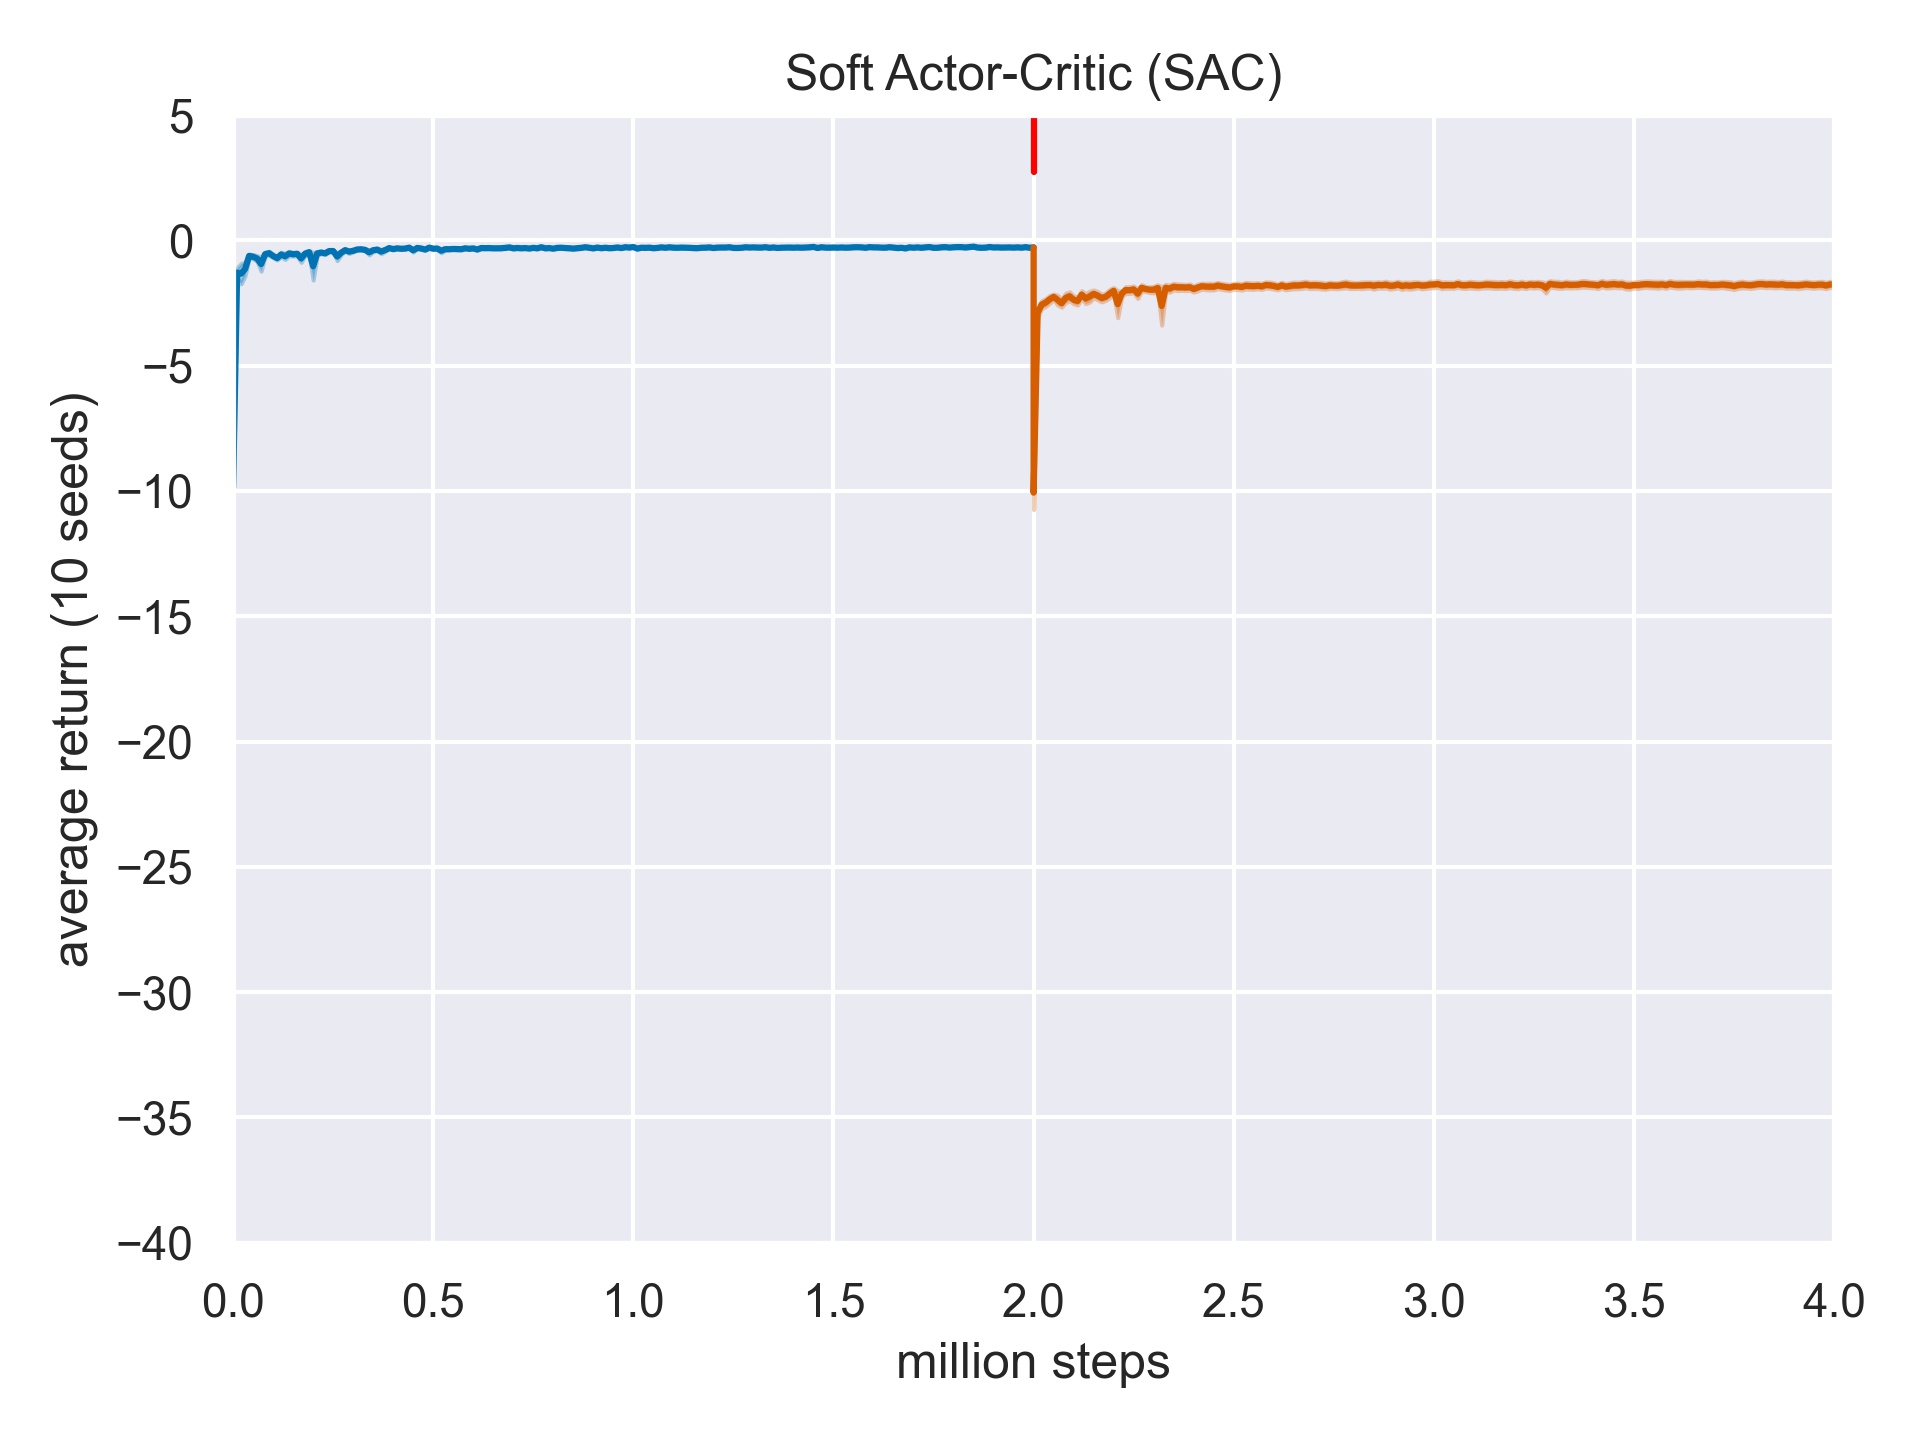 Soft Actor-Critic (SAC)
5
0
−5
−10
−15
−20
−25
−30
−35
−40
average return (10 seeds)
0.0 0.5 1.0 1.5 2.0 2.5 3.0 3.5 4.0
million steps